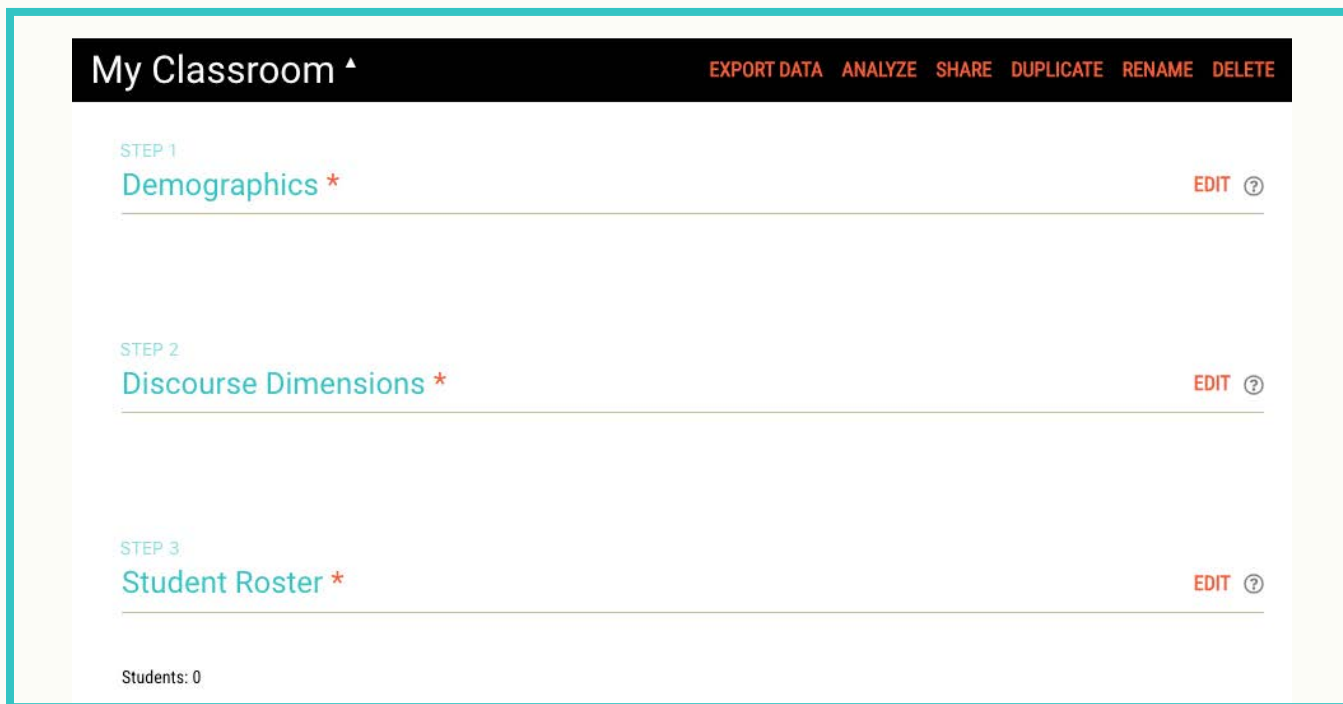 My Classroom ▲ EXPORT DATA ANALYZE SHARE DUPLICATE RENAME DELETE
STEP 1
Demographics * EDIT ?
STEP 2
Discourse Dimensions * EDIT ?
STEP 3
Student Roster * EDIT ?
Students: 0